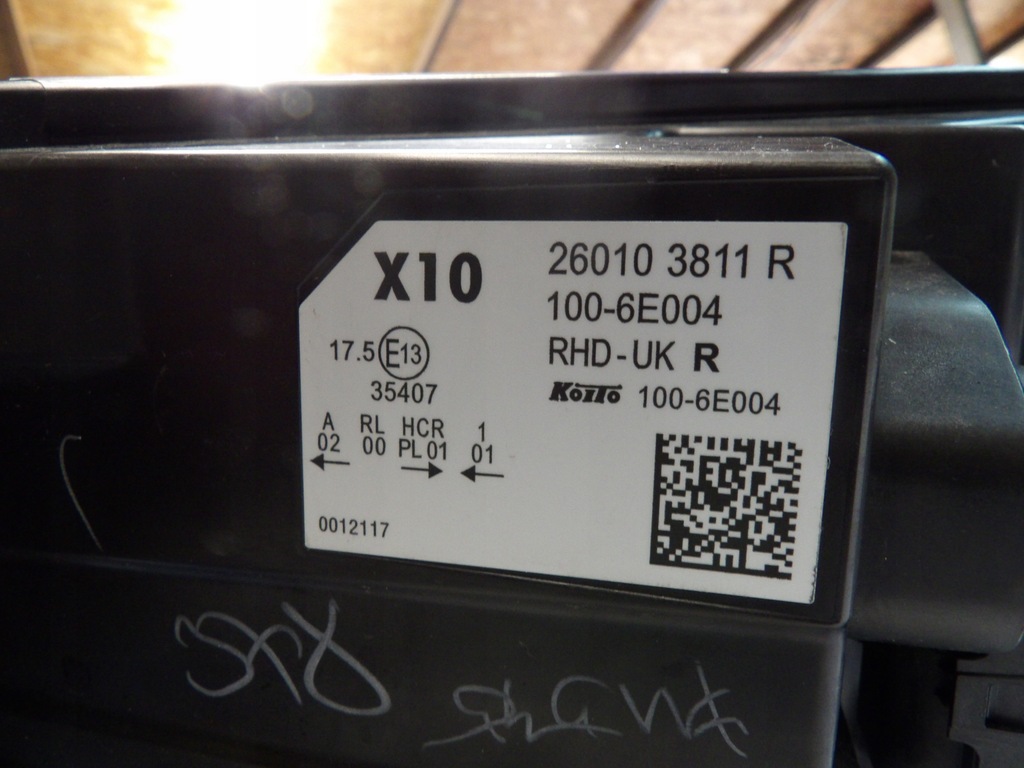 X10
26010 3811 R
100-6E004
RHD-UK R
17.5 E13
35407
KOITO 100-6E004
A RL HCR 1
02 00 PL 01 01
0012117